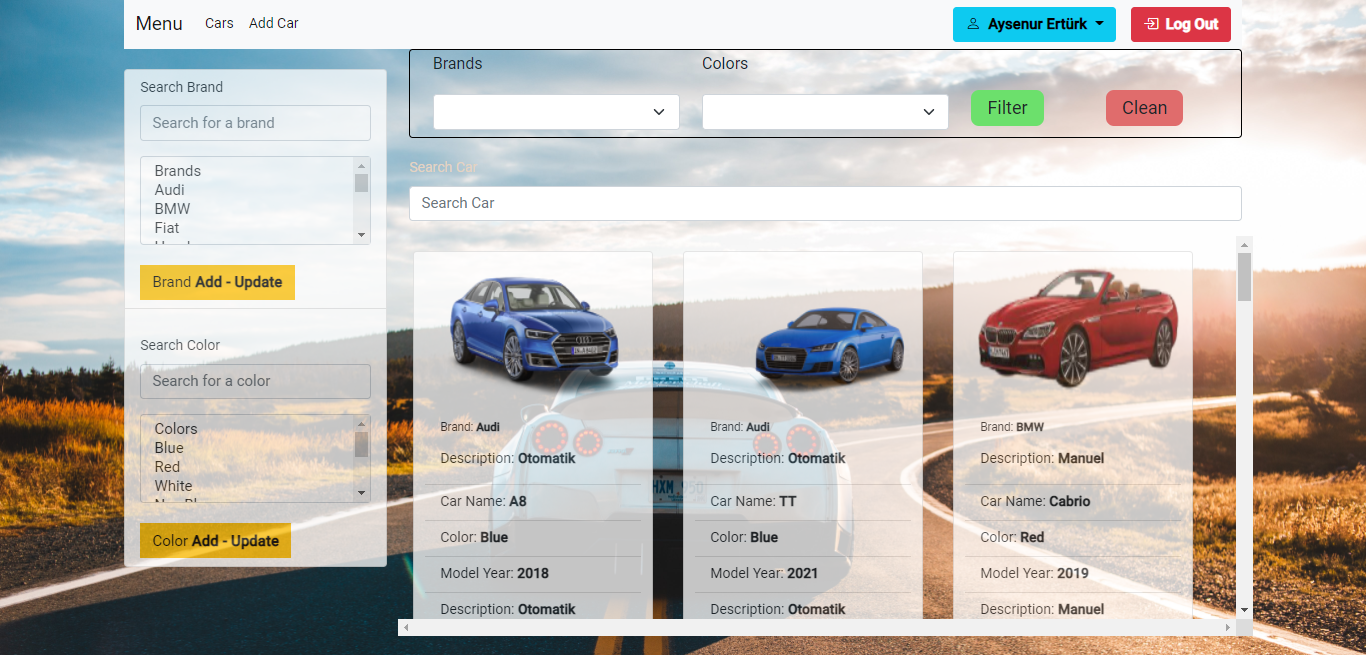 Menu Cars Add Car Aysenur Ertürk Log Out
Search Brand
Search for a brand
Brands
Audi
BMW
Fiat
Brand Add - Update
Search Color
Search for a color
Colors
Blue
Red
White
Color Add - Update
Brands Colors
Filter Clean
Search Car
Search Car
Brand: Audi
Description: Otomatik
Car Name: A8
Color: Blue
Model Year: 2018
Description: Otomatik
Brand: Audi
Description: Otomatik
Car Name: TT
Color: Blue
Model Year: 2021
Description: Otomatik
Brand: BMW
Description: Manuel
Car Name: Cabrio
Color: Red
Model Year: 2019
Description: Manuel